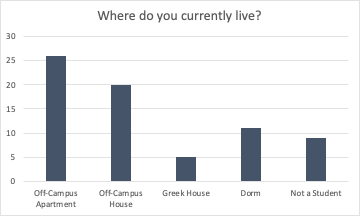 Where do you currently live?
30
25
20
15
10
5
0
Off-Campus
Apartment
Off-Campus
House
Greek House
Dorm
Not a Student